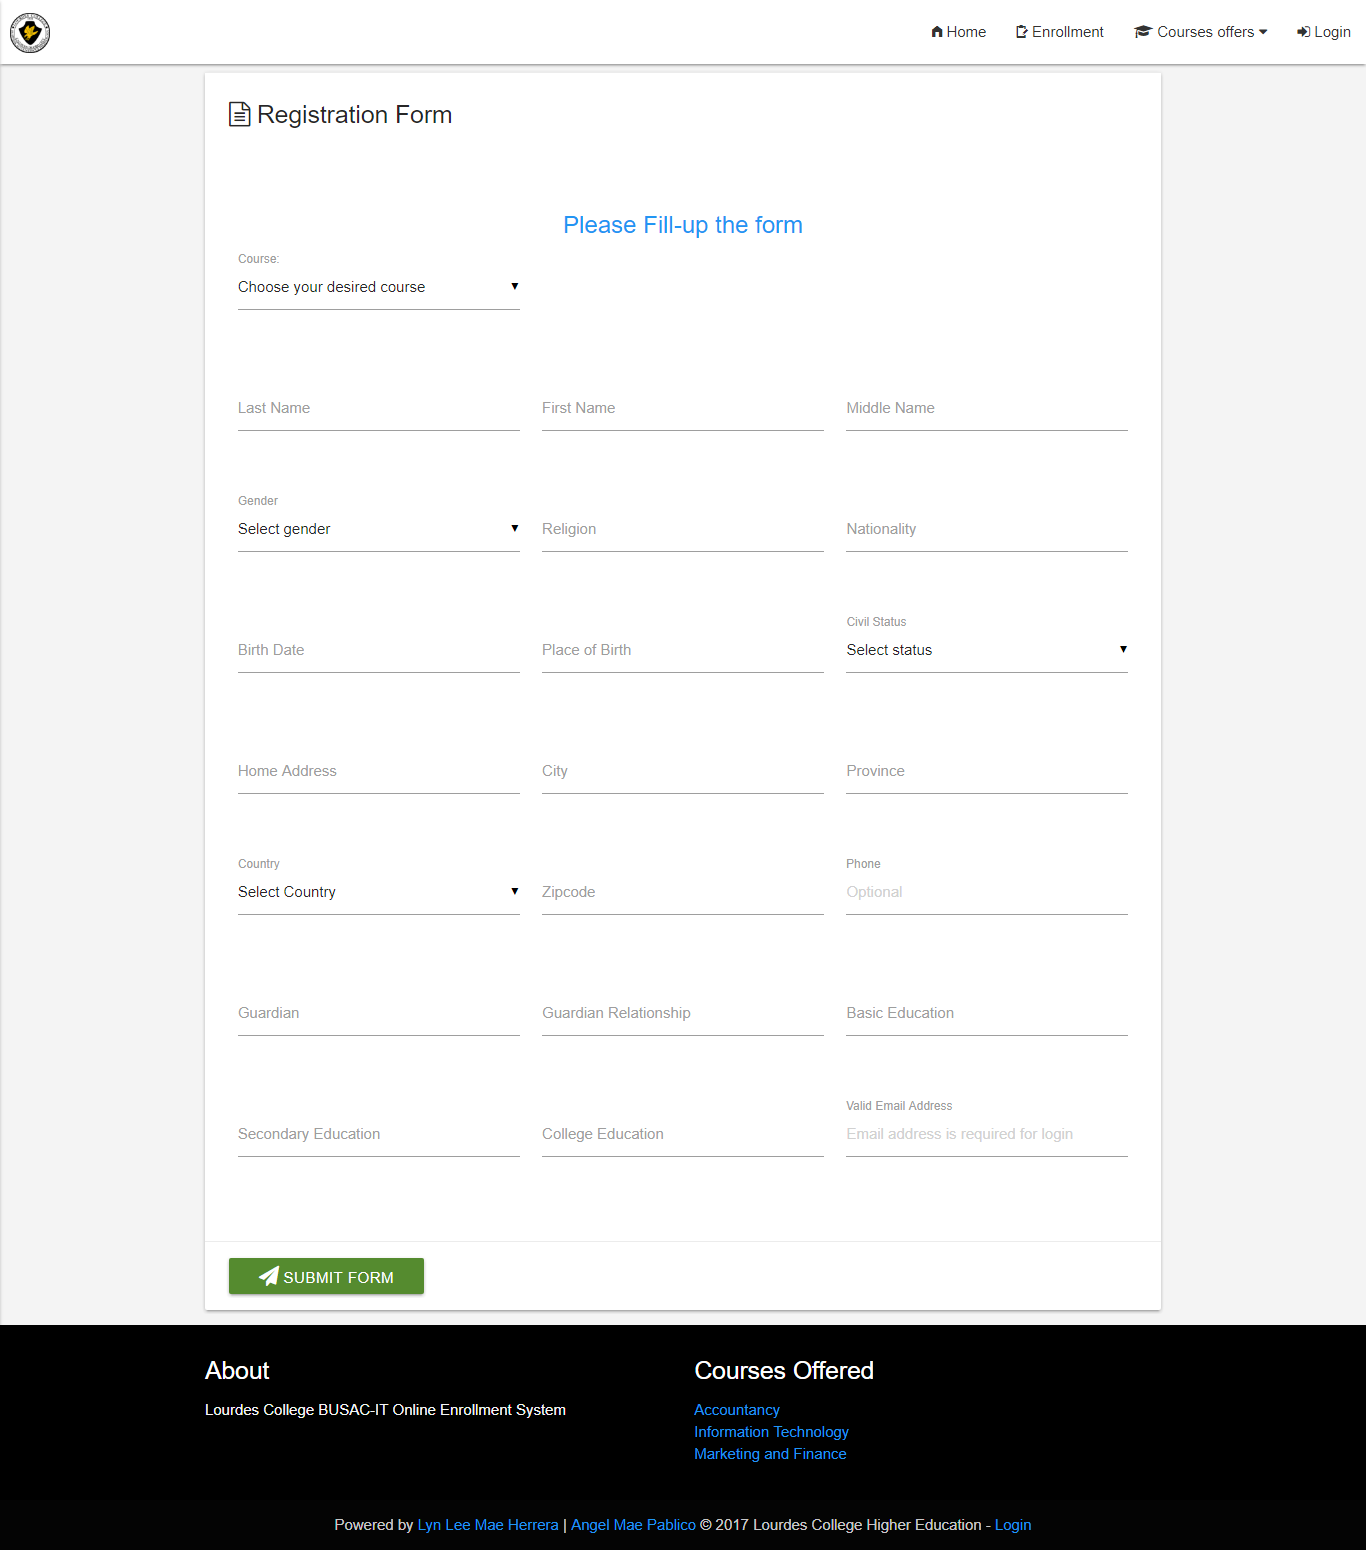 Home Enrollment Courses offers Login
Registration Form
Please Fill-up the form
Course:
Choose your desired course
Last Name First Name Middle Name
Gender
Select gender Religion Nationality
Civil Status
Birth Date Place of Birth Select status
Home Address City Province
Country Phone
Select Country Zipcode Optional
Guardian Guardian Relationship Basic Education
Valid Email Address
Secondary Education College Education Email address is required for login
SUBMIT FORM
About Courses Offered
Lourdes College BUSAC-IT Online Enrollment System Accountancy
Information Technology
Marketing and Finance
Powered by Lyn Lee Mae Herrera | Angel Mae Pablico © 2017 Lourdes College Higher Education - Login